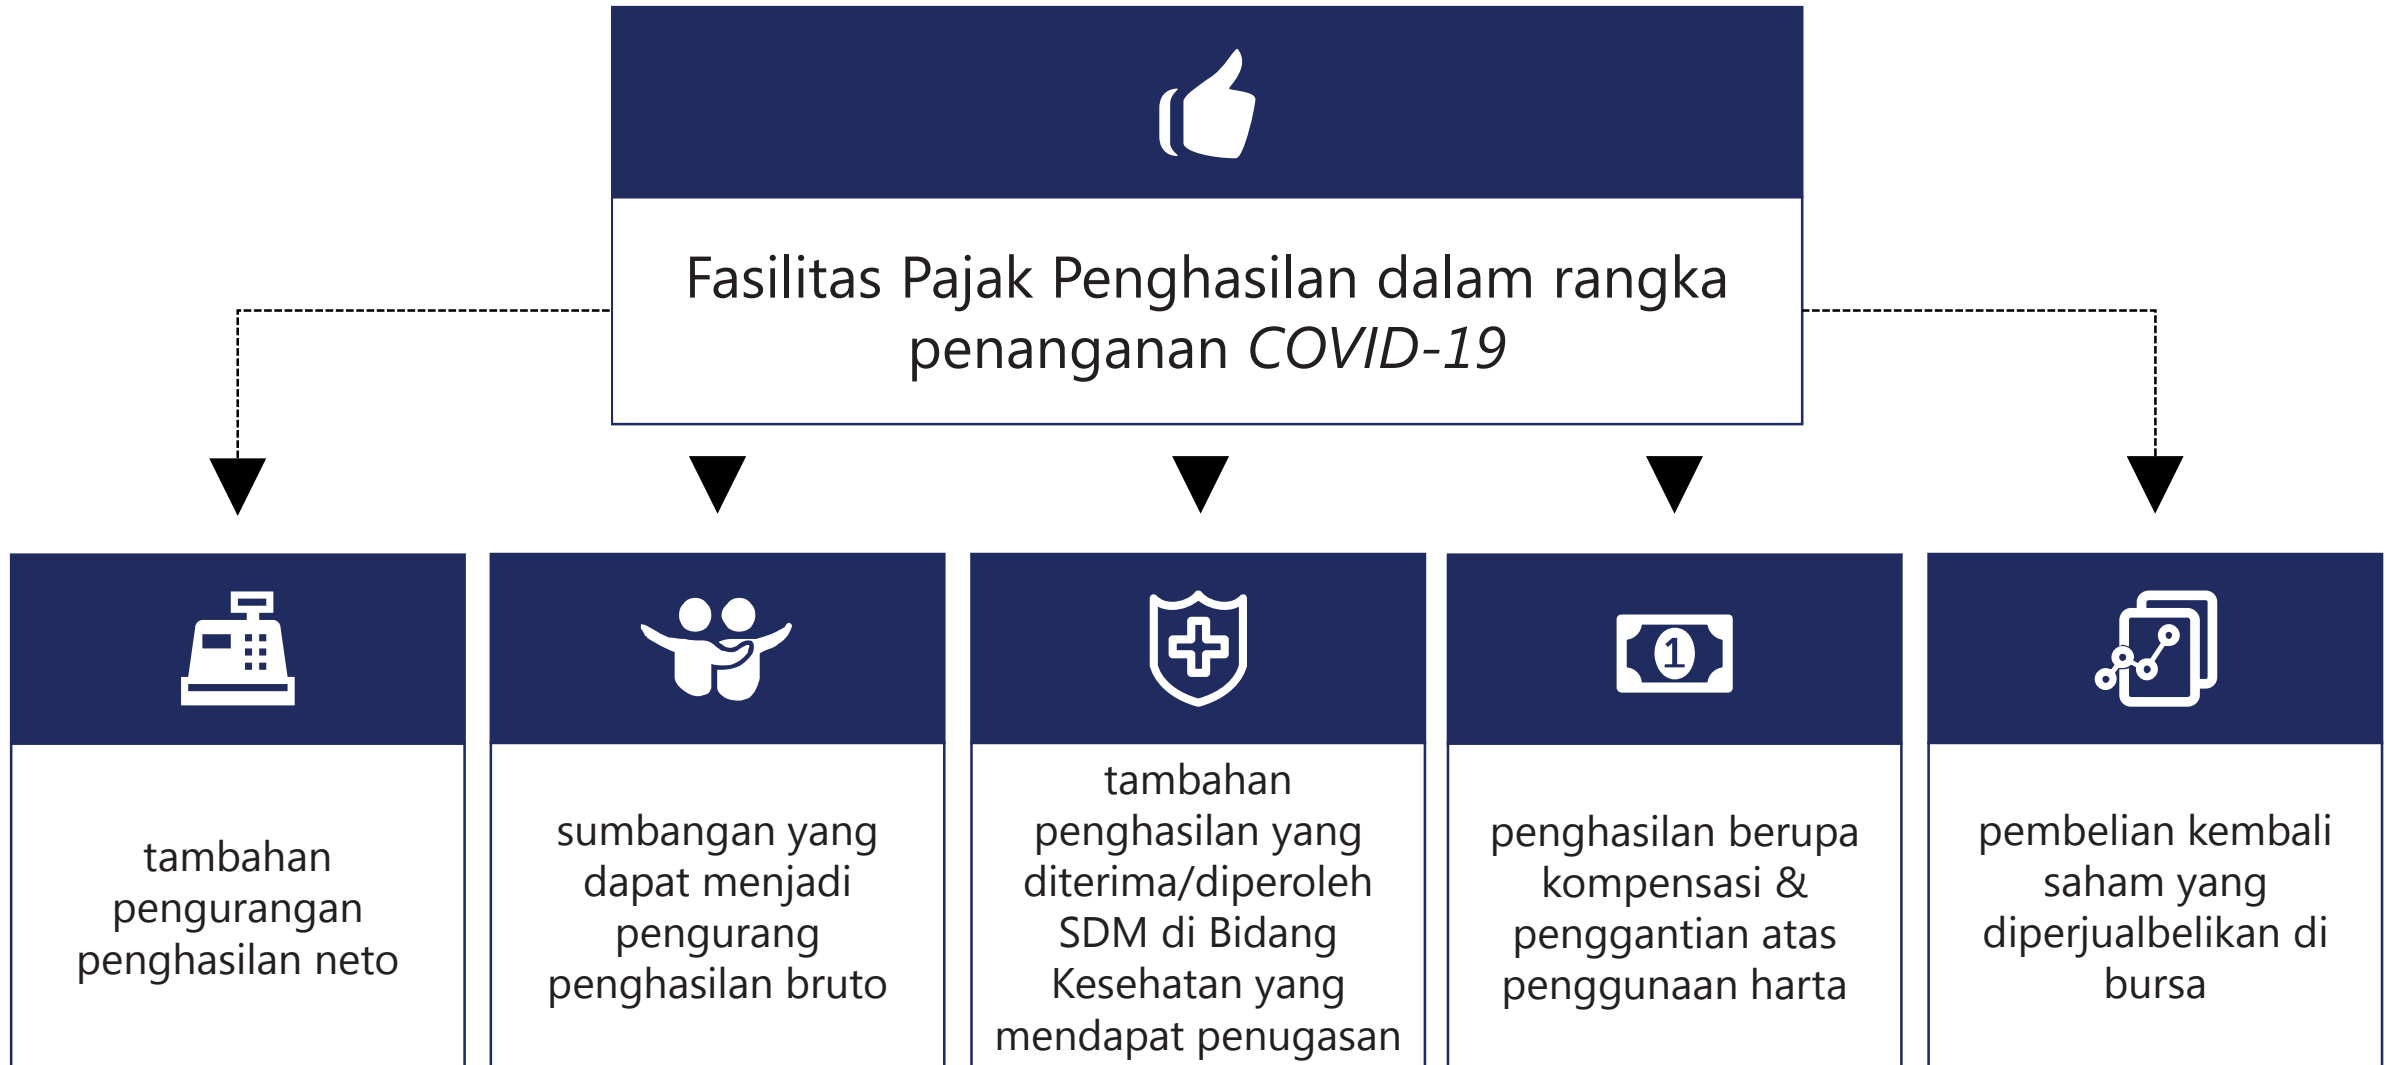 Fasilitas Pajak Penghasilan dalam rangka
penanganan COVID-19
tambahan
pengurangan
penghasilan neto
sumbangan yang
dapat menjadi
pengurang
penghasilan bruto
tambahan
penghasilan yang
diterima/diperoleh
SDM di Bidang
Kesehatan yang
mendapat penugasan
1
penghasilan berupa
kompensasi &
penggantian atas
penggunaan harta
pembelian kembali
saham yang
diperjualbelikan di
bursa